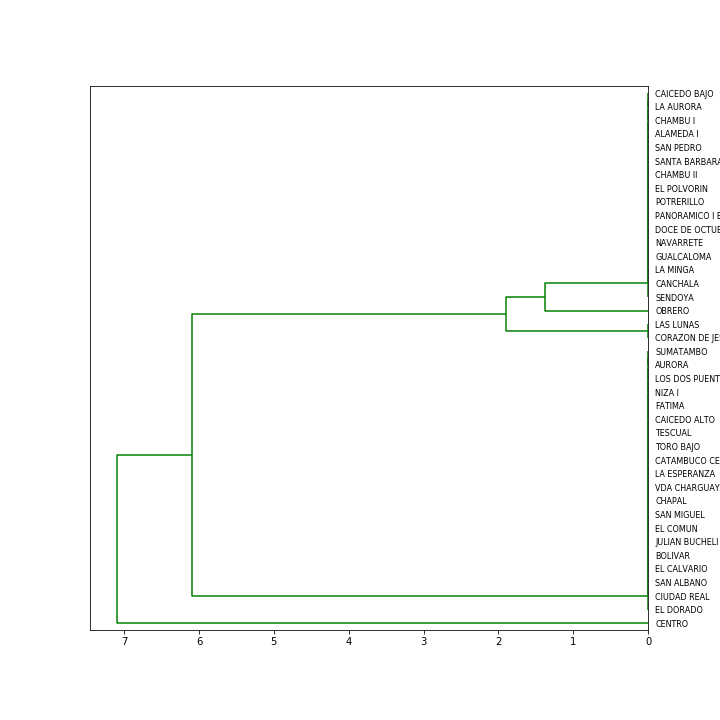 CAICEDO BAJO
LA AURORA
CHAMBU I
ALAMEDA I
SAN PEDRO
SANTA BARBARA
CHAMBU II
EL POLVORIN
POTRERILLO
PANORAMICO I E
DOCE DE OCTUB
NAVARRETE
GUALCALOMA
LA MINGA
CANCHALA
SENDOYA
OBRERO
LAS LUNAS
CORAZON DE JES
SUMATAMBO
AURORA
LOS DOS PUENT
NIZA I
FATIMA
CAICEDO ALTO
TESCUAL
TORO BAJO
CATAMBUCO CE
LA ESPERANZA
VDA CHARGUAY
CHAPAL
SAN MIGUEL
EL COMUN
JULIAN BUCHELI
BOLIVAR
EL CALVARIO
SAN ALBANO
CIUDAD REAL
EL DORADO
CENTRO
7 6 5 4 3 2 1 0